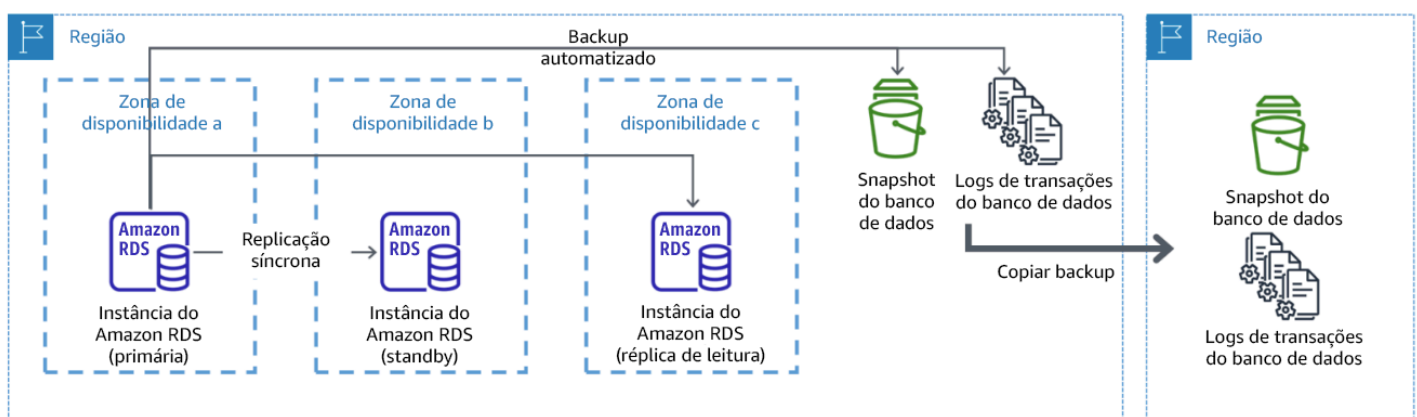 Região
Backup
automatizado
Região
Zona de
disponibilidade a
Zona de
disponibilidade b
Zona de
disponibilidade c
Snapshot
do banco
de dados
Logs de transações
do banco de dados
Snapshot do
banco de dados
Amazon
RDS
Replicação
síncrona
Amazon
RDS
Amazon
RDS
Copiar backup
Instância do
Amazon RDS
(primária)
Instância do
Amazon RDS
(standby)
Instância do
Amazon RDS
(réplica de leitura)
Logs de transações
do banco de dados